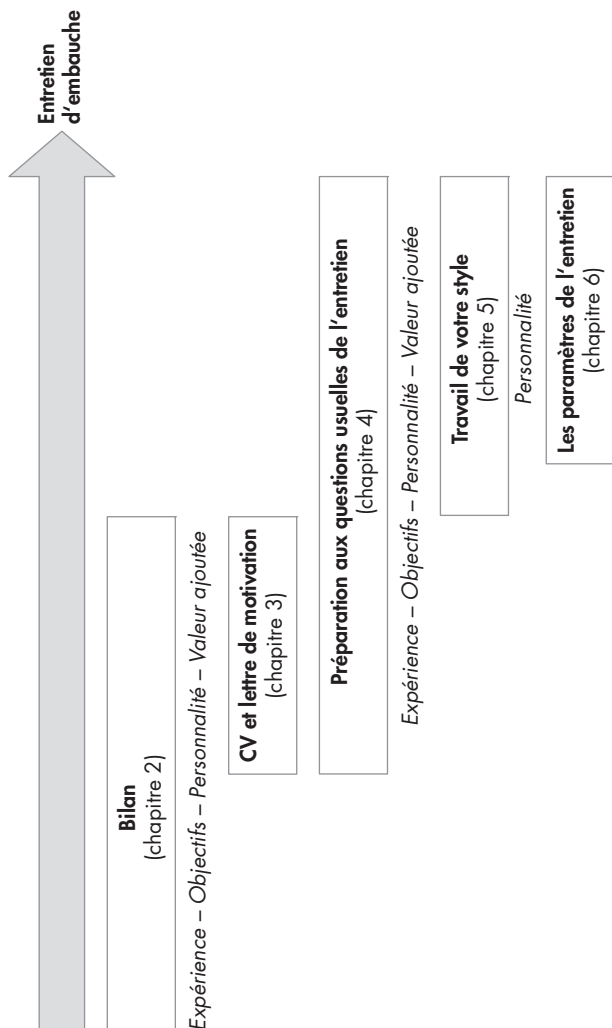 Entretien
d'embauche
Bilan
(chapitre 2)
Expérience – Objectifs – Personnalité – Valeur ajoutée
CV et lettre de motivation
(chapitre 3)
Préparation aux questions usuelles de l'entretien
(chapitre 4)
Expérience – Objectifs – Personnalité – Valeur ajoutée
Travail de votre style
(chapitre 5)
Personnalité
Les paramètres de l'entretien
(chapitre 6)